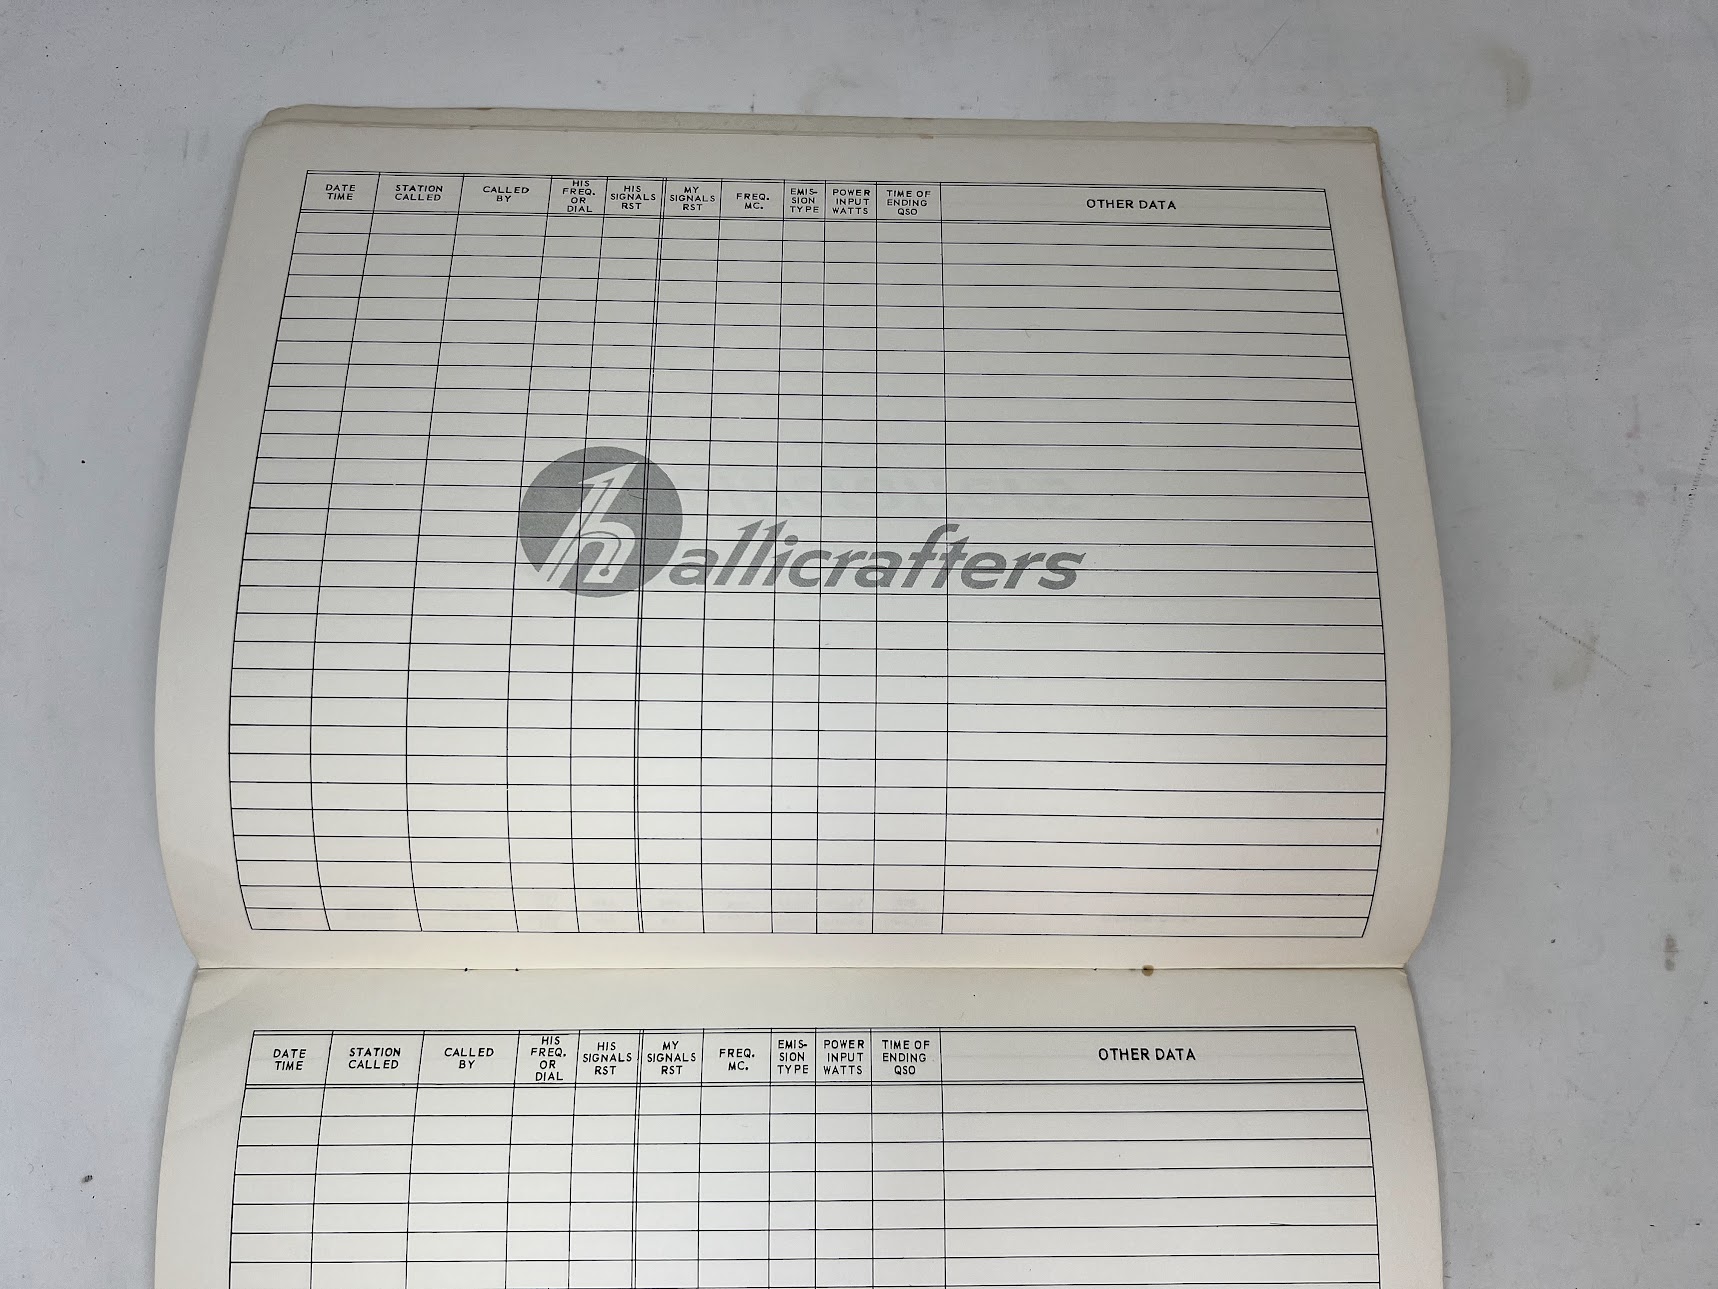 DATE TIME
STATION CALLED
CALLED BY
HIS FREQ. OR DIAL
HIS SIGNALS RST
MY SIGNALS RST
FREQ. MC.
EMIS- SION TYPE
POWER INPUT WATTS
TIME OF ENDING QSO
OTHER DATA
hallicrafters
DATE TIME
STATION CALLED
CALLED BY
HIS FREQ. OR DIAL
HIS SIGNALS RST
MY SIGNALS RST
FREQ. MC.
EMIS- SION TYPE
POWER INPUT WATTS
TIME OF ENDING QSO
OTHER DATA